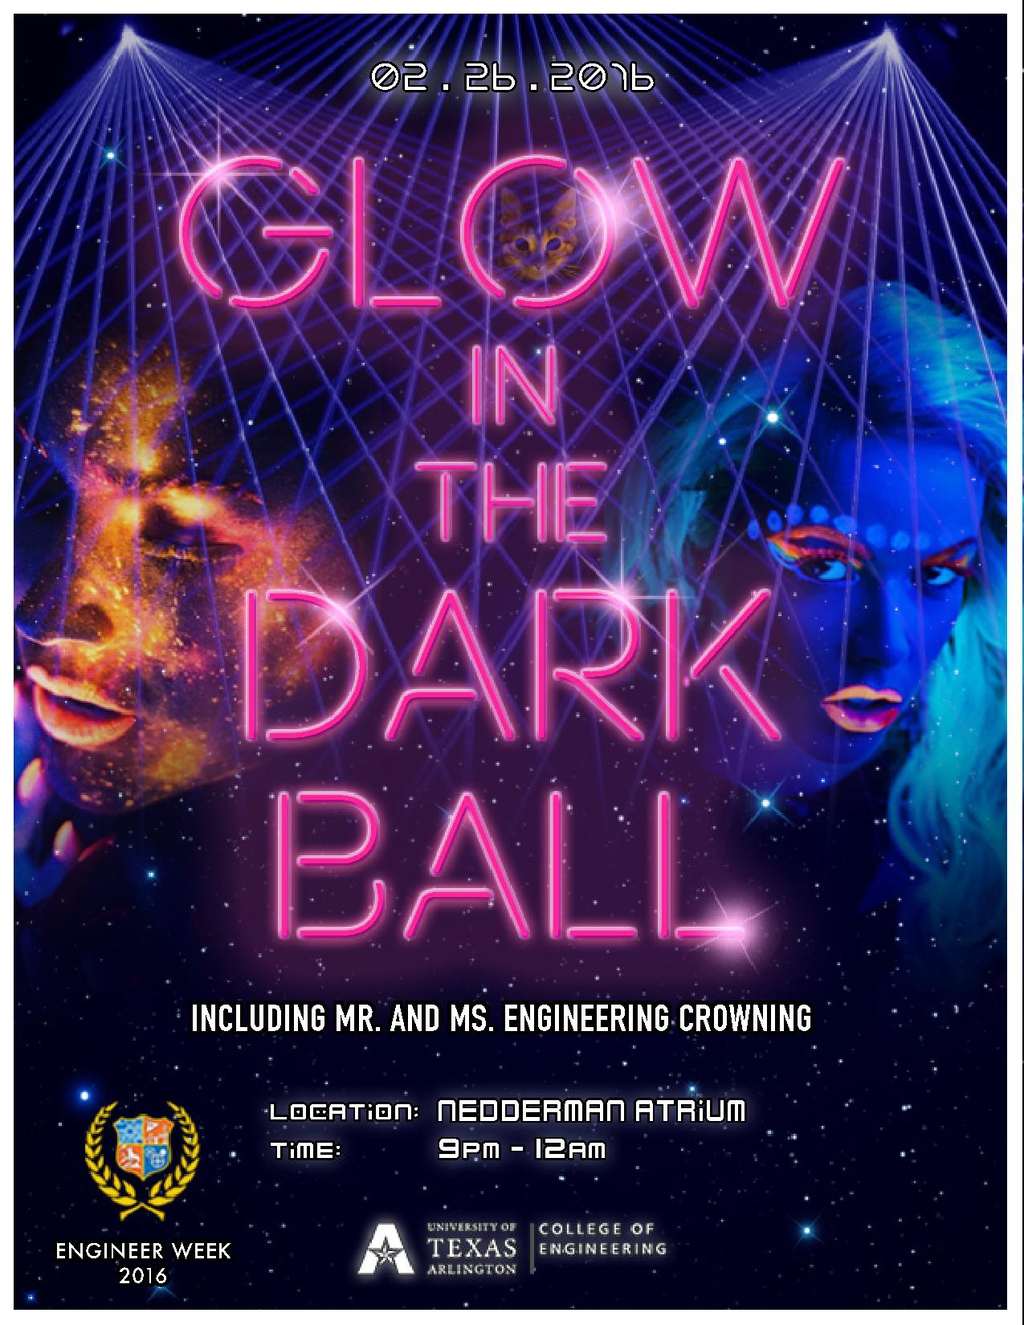 02.26.2016
GLOW
IN
THE
DARK
BALL
INCLUDING MR. AND MS. ENGINEERING CROWNING
LOCATION: NEDDERMAN ATRIUM
TIME: 9PM - 12AM
ENGINEER WEEK
2016
UNIVERSITY OF
TEXAS
ARLINGTON
COLLEGE OF
ENGINEERING